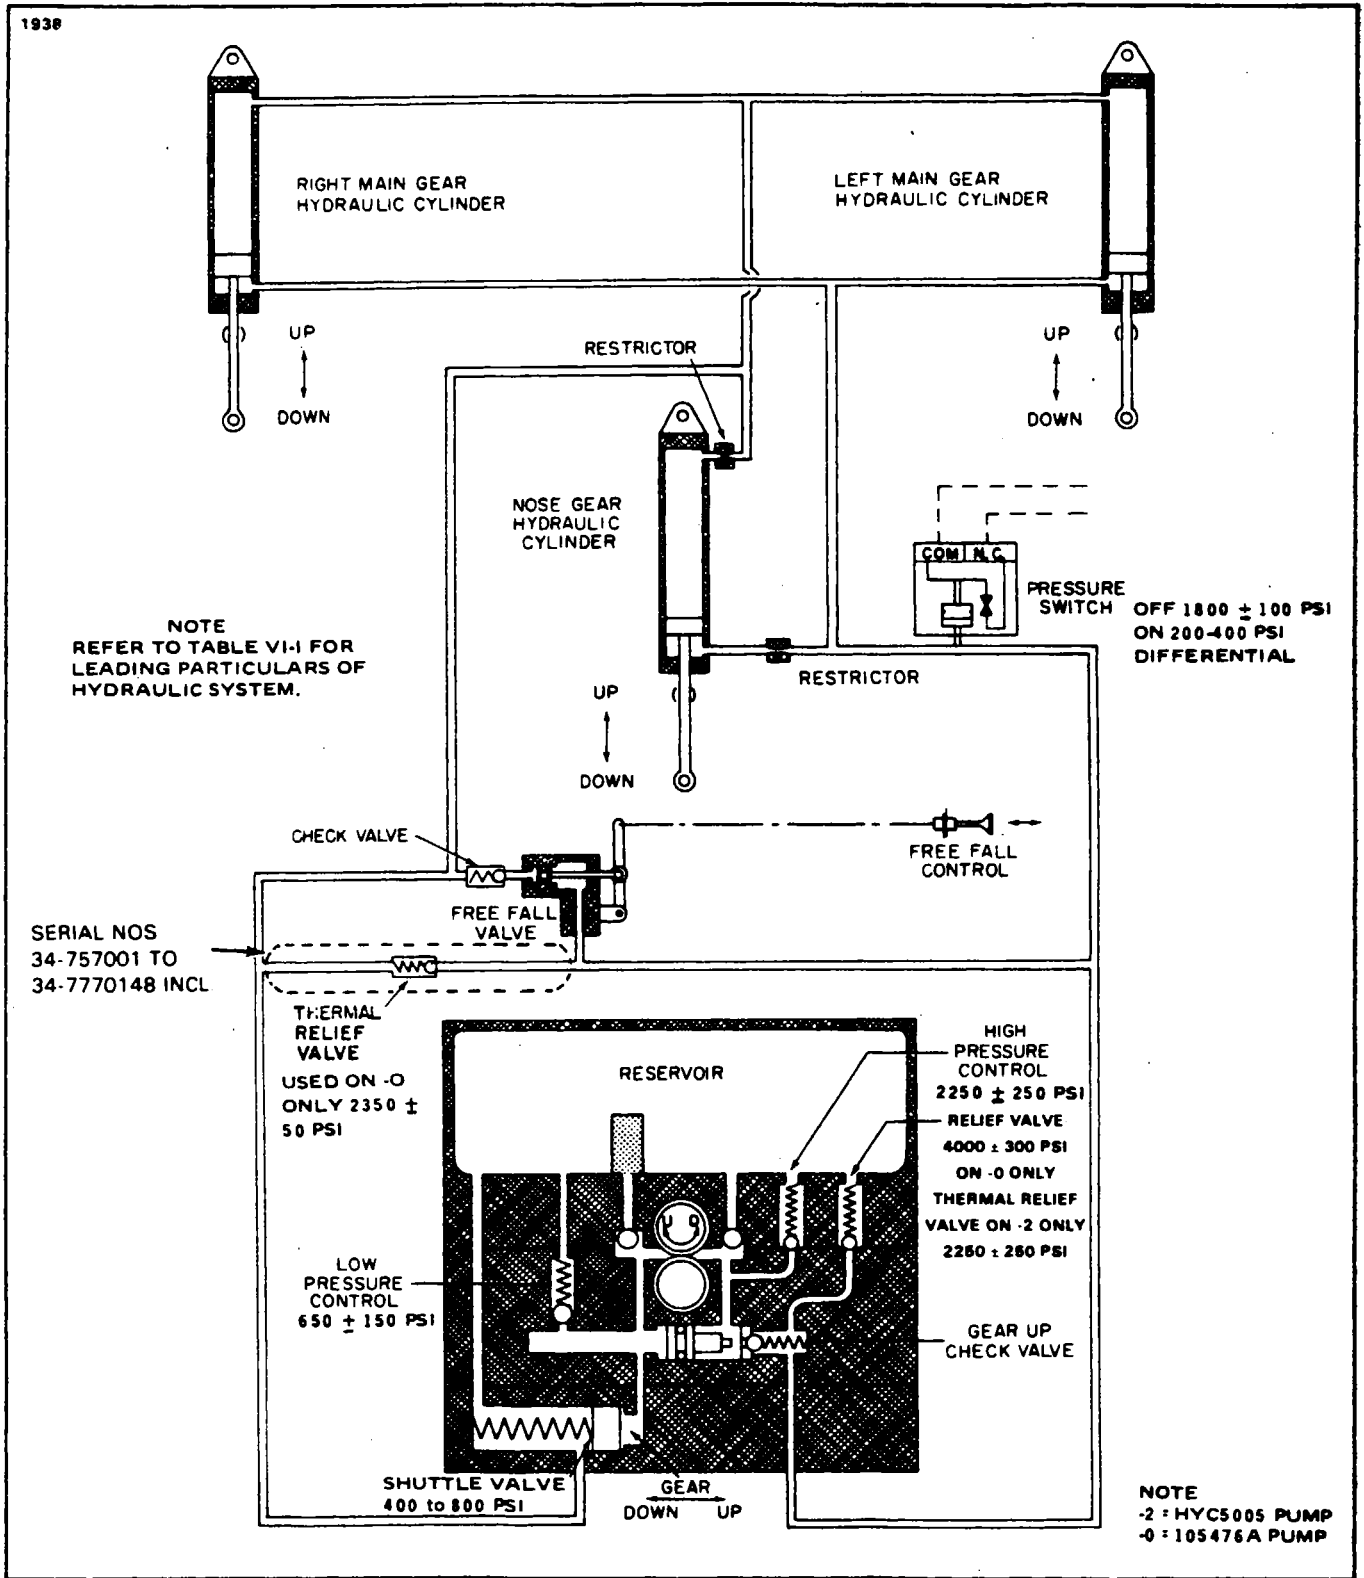 1938
RIGHT MAIN GEAR
HYDRAULIC CYLINDER
LEFT MAIN GEAR
HYDRAULIC CYLINDER
UP
DOWN
RESTRICTOR
UP
DOWN
NOSE GEAR
HYDRAULIC
CYLINDER
COM N.C.
PRESSURE
SWITCH
OFF 1800 ± 100 PSI
ON 200-400 PSI
DIFFERENTIAL
NOTE
REFER TO TABLE VI-I FOR
LEADING PARTICULARS OF
HYDRAULIC SYSTEM.
RESTRICTOR
UP
DOWN
CHECK VALVE
FREE FALL
CONTROL
FREE FALL
VALVE
SERIAL NOS
34-757001 TO
34-7770148 INCL
THERMAL
RELIEF
VALVE
USED ON -O
ONLY 2350 ±
50 PSI
RESERVOIR
HIGH
PRESSURE
CONTROL
2250 ± 250 PSI
RELIEF VALVE
4000 ± 300 PSI
ON -0 ONLY
THERMAL RELIEF
VALVE ON -2 ONLY
2250 ± 250 PSI
LOW
PRESSURE
CONTROL
650 ± 150 PSI
GEAR UP
CHECK VALVE
SHUTTLE VALVE
400 to 800 PSI
GEAR
DOWN UP
NOTE
-2 = HYC5005 PUMP
-0 = 105476A PUMP